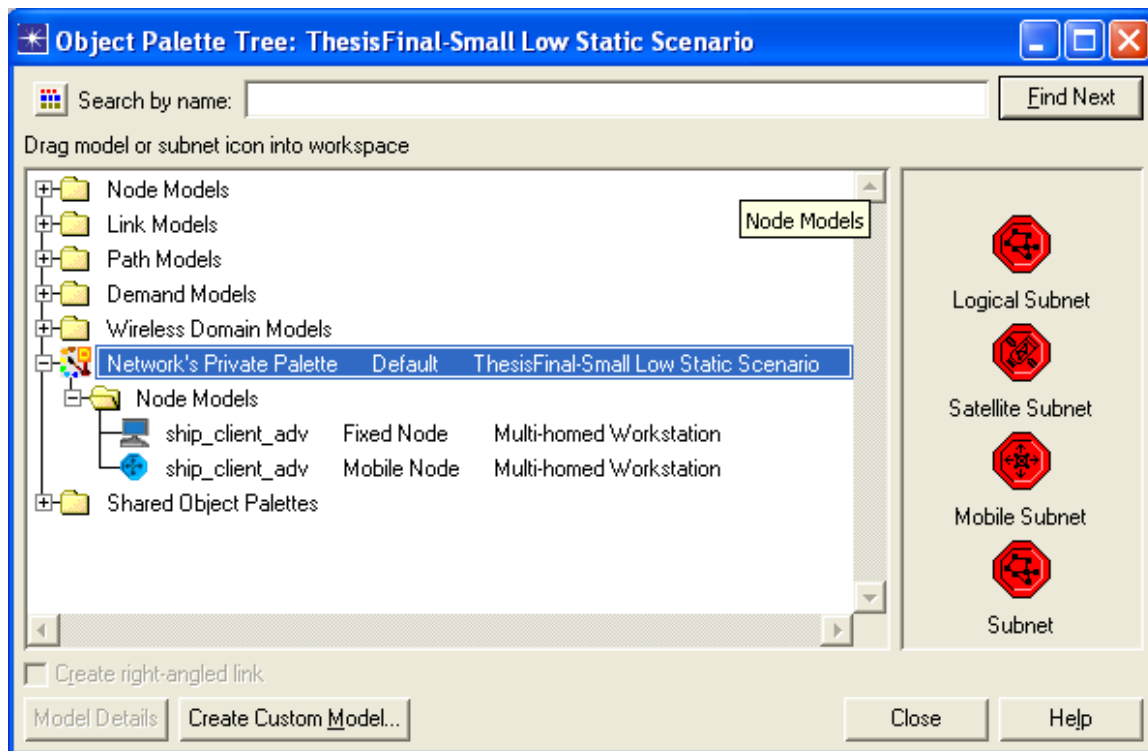 Object Palette Tree: ThesisFinal-Small Low Static Scenario
Search by name:
Find Next
Drag model or subnet icon into workspace
Node Models
Node Models
Link Models
Path Models
Demand Models
Wireless Domain Models
Network's Private Palette Default ThesisFinal-Small Low Static Scenario
Node Models
ship_client_adv Fixed Node Multi-homed Workstation
ship_client_adv Mobile Node Multi-homed Workstation
Shared Object Palettes
Logical Subnet
Satellite Subnet
Mobile Subnet
Subnet
Create right-angled link
Model Details
Create Custom Model...
Close
Help